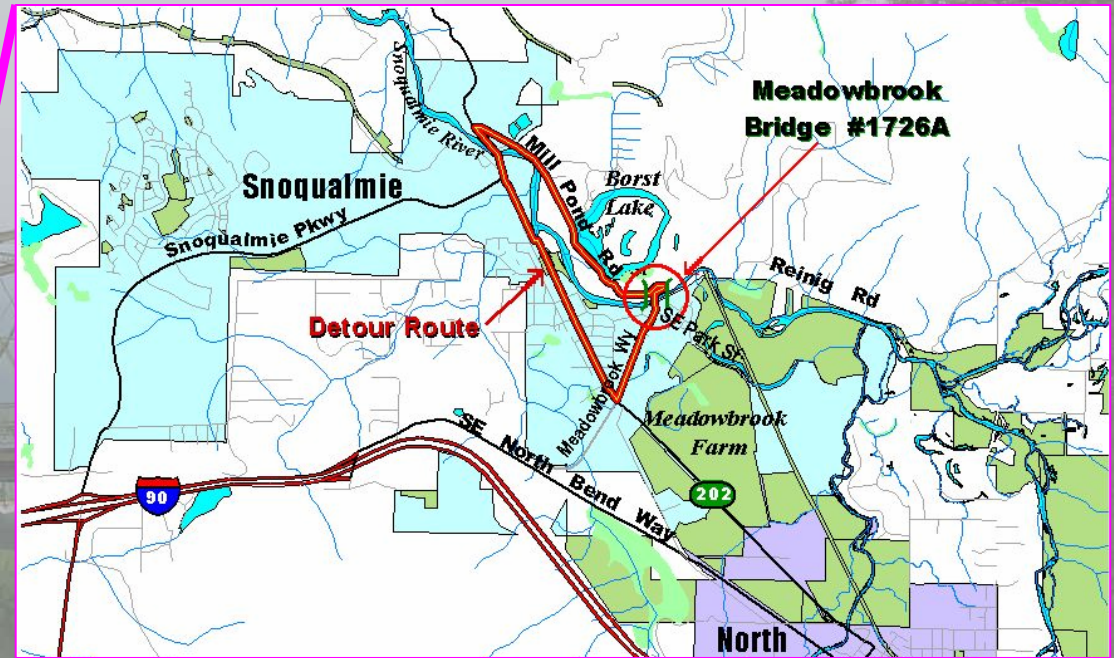 Meadowbrook
Bridge #1726A
Snoqualmie River
Mill Pond Rd
Borst
Lake
Snoqualmie
Snoqualmie Pkwy
Reinig Rd
Detour Route
SE Park St
Meadowbrook Wy
Meadowbrook
Farm
SE North Bend Way
90
202
North